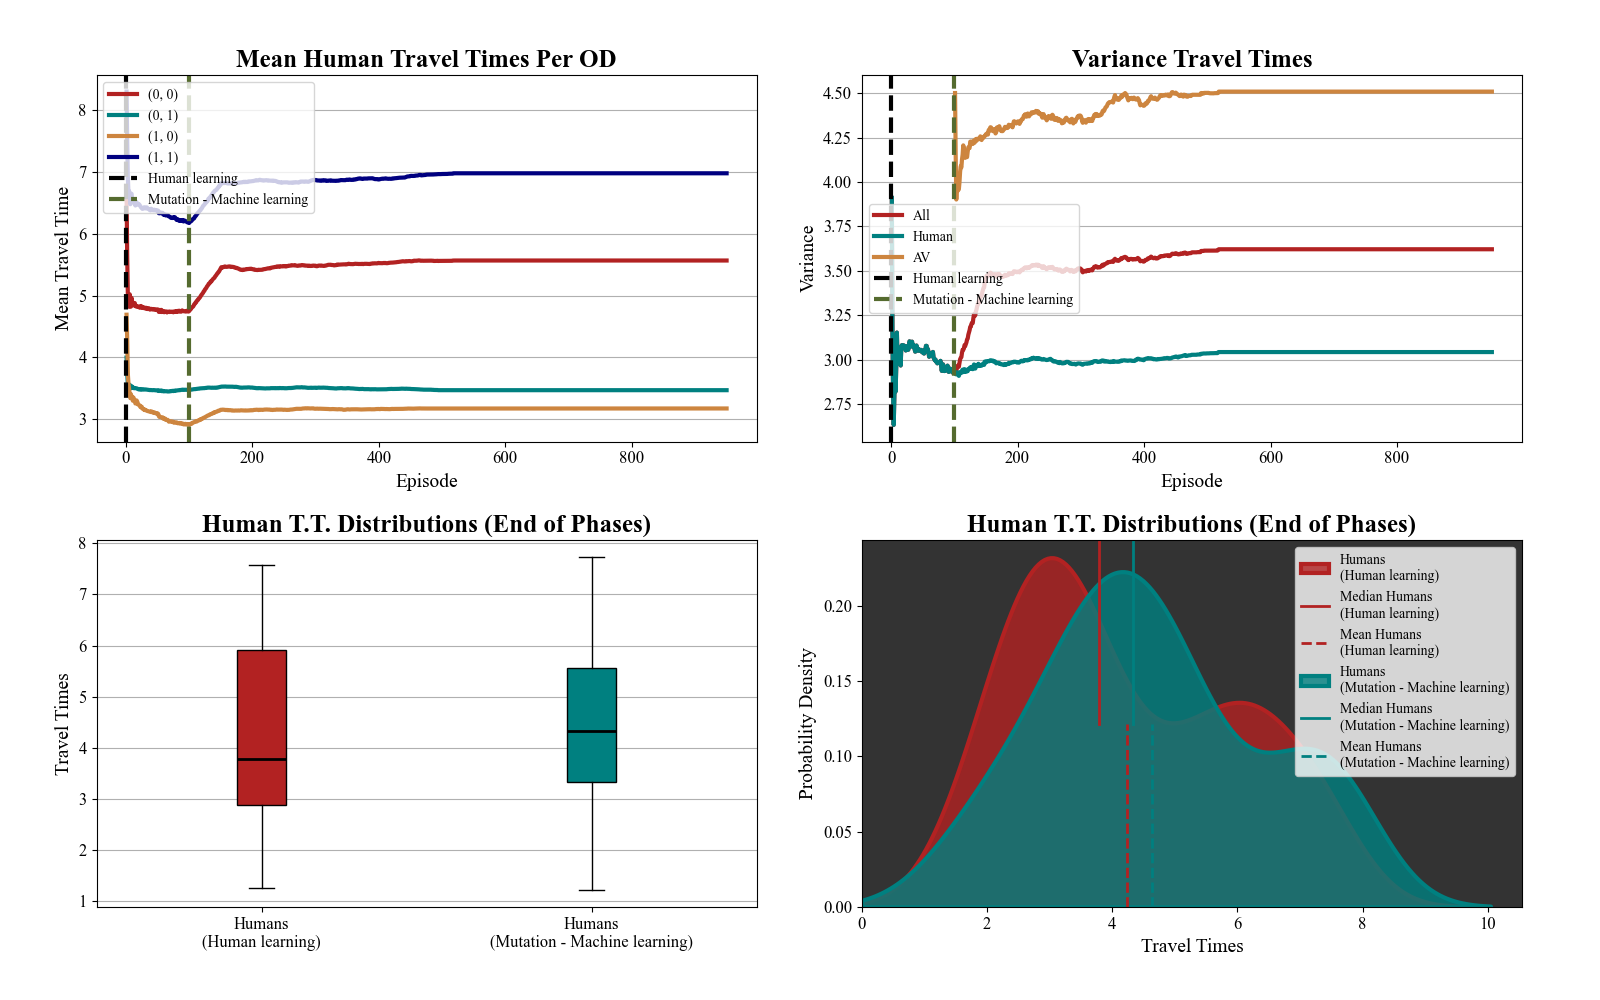 Mean Human Travel Times Per OD
Mean Travel Time
8
7
6
5
4
3
(0, 0)
(0, 1)
(1, 0)
(1, 1)
Human learning
Mutation - Machine learning
0 200 400 600 800
Episode
Variance Travel Times
Variance
4.50
4.25
4.00
3.75
3.50
3.25
3.00
2.75
All
Human
AV
Human learning
Mutation - Machine learning
0 200 400 600 800
Episode
Human T.T. Distributions (End of Phases)
Travel Times
8
7
6
5
4
3
2
1
Humans
(Human learning)
Humans
(Mutation - Machine learning)
Human T.T. Distributions (End of Phases)
Probability Density
0.20
0.15
0.10
0.05
0.00
Humans
(Human learning)
Median Humans
(Human learning)
Mean Humans
(Human learning)
Humans
(Mutation - Machine learning)
Median Humans
(Mutation - Machine learning)
Mean Humans
(Mutation - Machine learning)
0 2 4 6 8 10
Travel Times